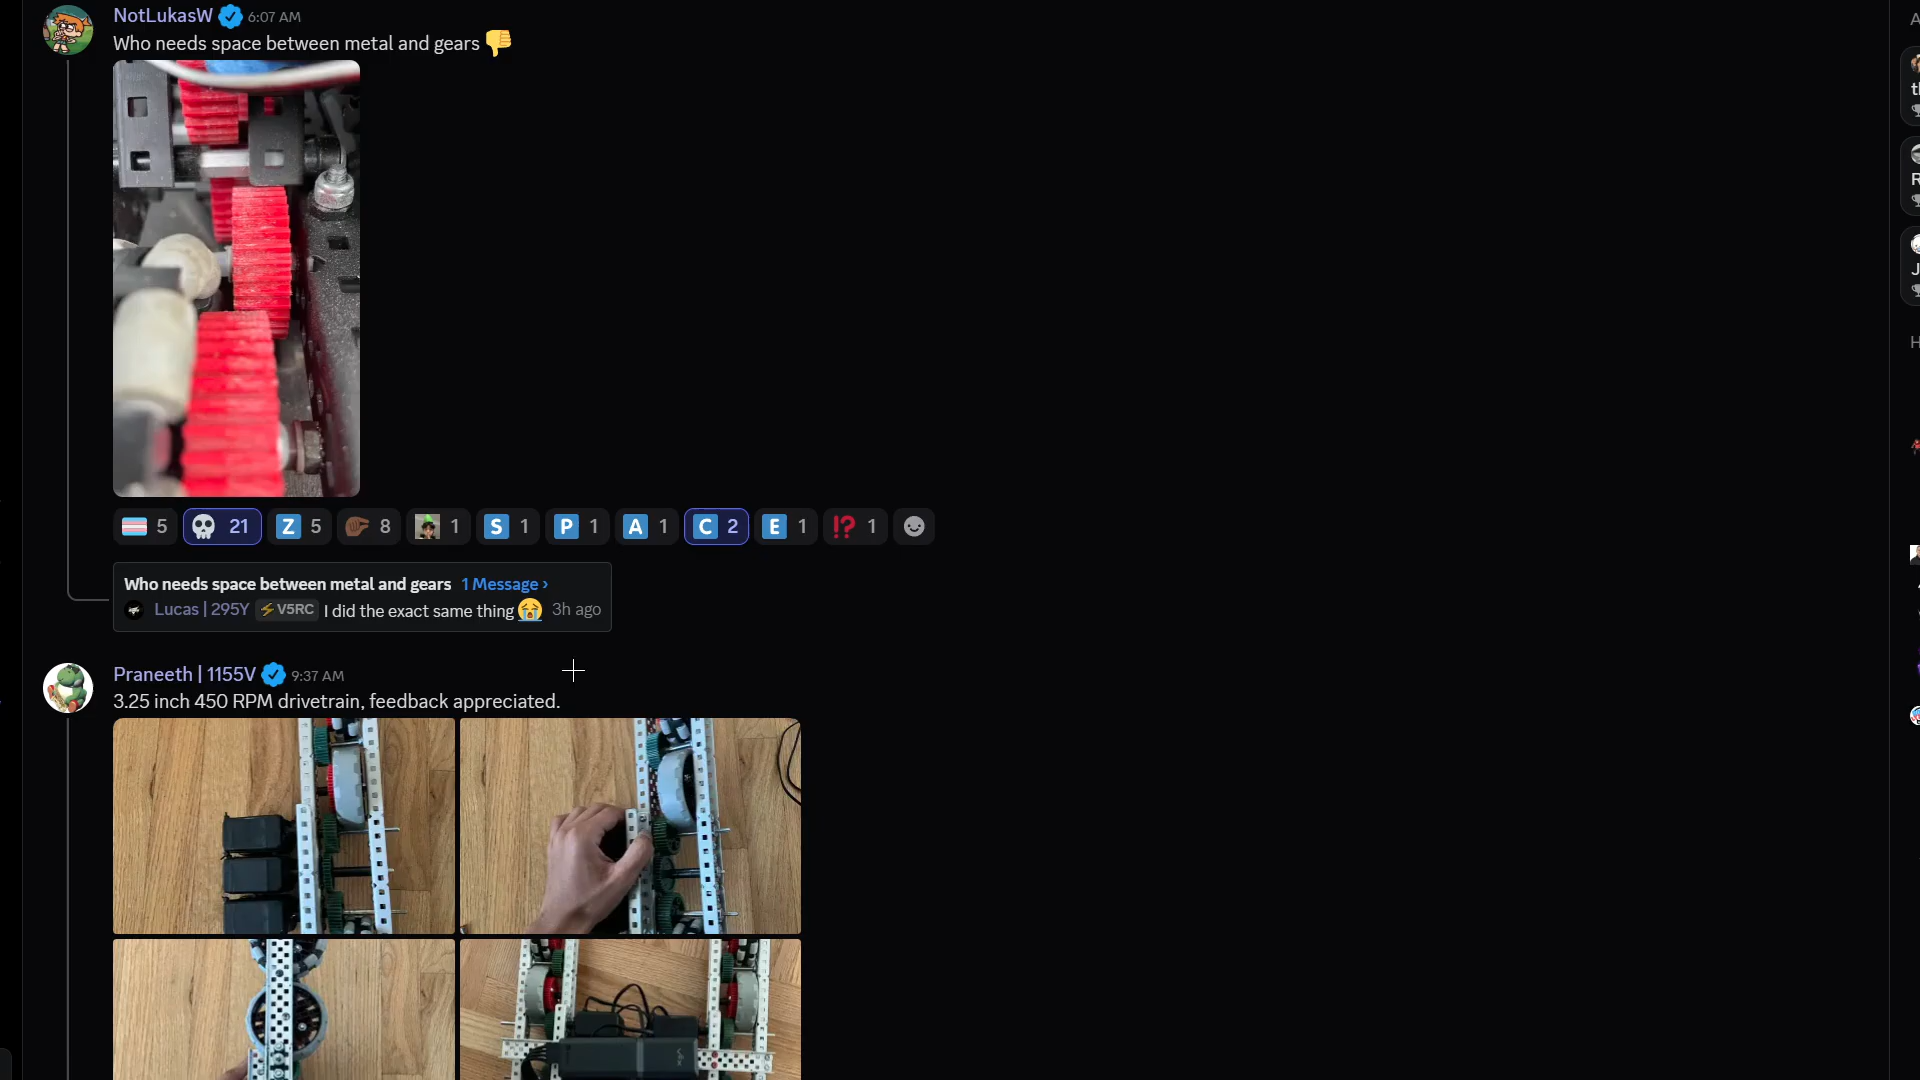 NotLukasW 6:07 AM
Who needs space between metal and gears 👎
5 21 Z 5 8 1 S 1 P 1 A 1 C 2 E 1 ⁉ 1
Who needs space between metal and gears 1 Message ›
Lucas | 295Y ⚡V5RC I did the exact same thing 😭 3h ago
Praneeth | 1155V 9:37 AM
3.25 inch 450 RPM drivetrain, feedback appreciated.